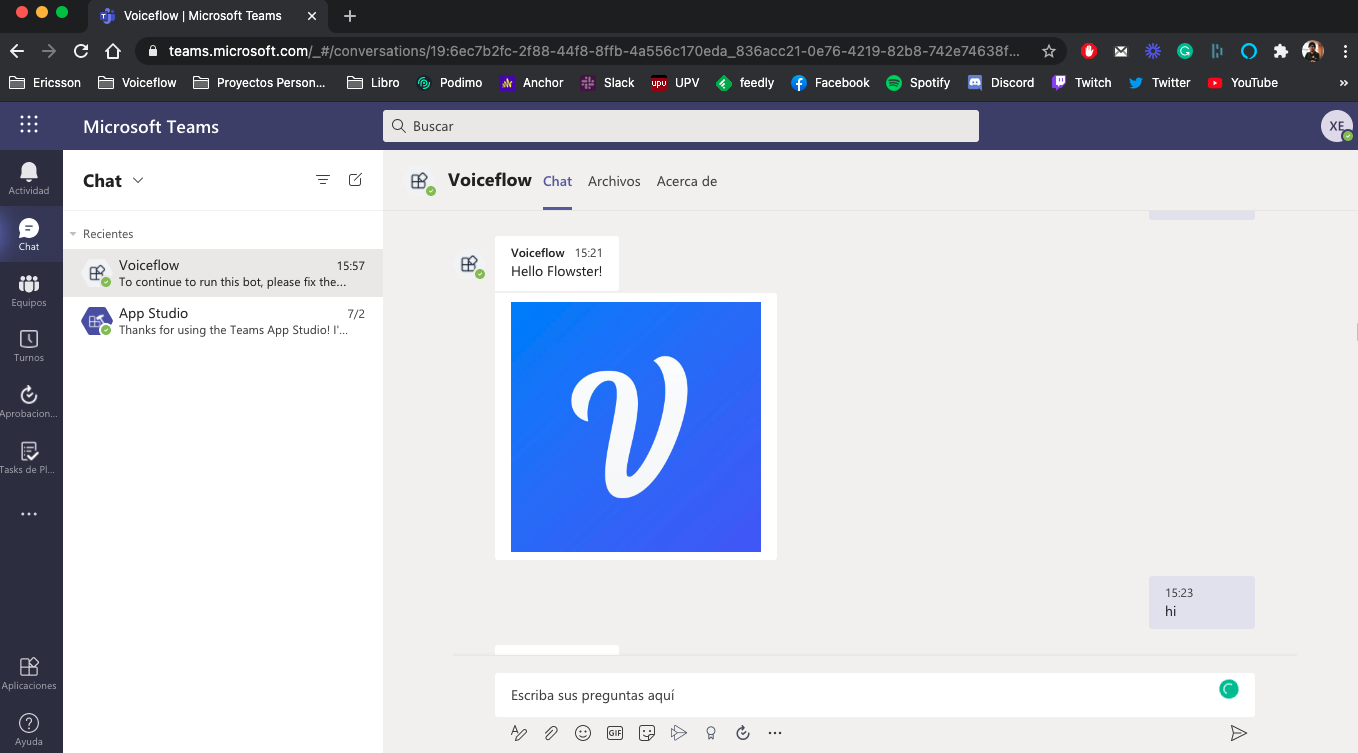 Voiceflow | Microsoft Teams
teams.microsoft.com/_#/conversations/19:6ec7b2fc-2f88-44f8-8ffb-4a556c170eda_836acc21-0e76-4219-82b8-742e74638f...
Ericsson Voiceflow Proyectos Person... Libro Podimo Anchor Slack UPV feedly Facebook Spotify Discord Twitch Twitter YouTube »
Microsoft Teams
Buscar
XE
Actividad
Chat
Equipos
Turnos
Aprobacion...
Tasks de Pl...
Aplicaciones
Ayuda
Chat
Recientes
Voiceflow 15:57
To continue to run this bot, please fix the...
App Studio 7/2
Thanks for using the Teams App Studio! I'...
Voiceflow Chat Archivos Acerca de
Voiceflow 15:21
Hello Flowster!
V
15:23
hi
Escriba sus preguntas aquí
GIF